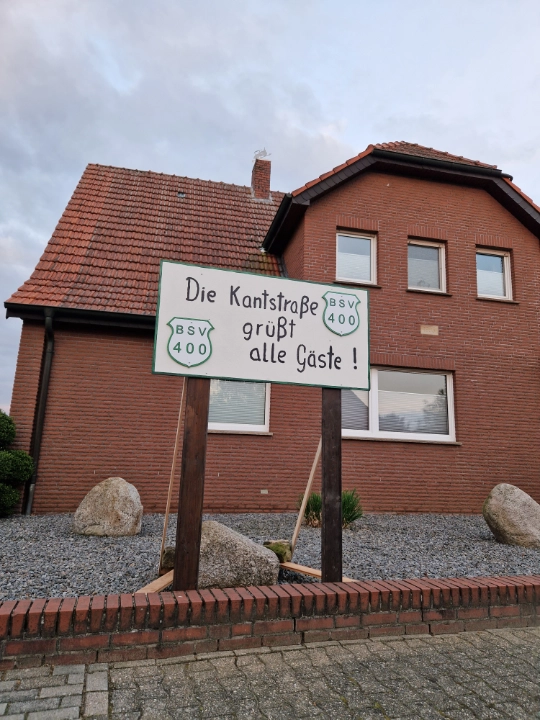 Die Kantstraße
grüßt
alle Gäste !
BSV
400
BSV
400